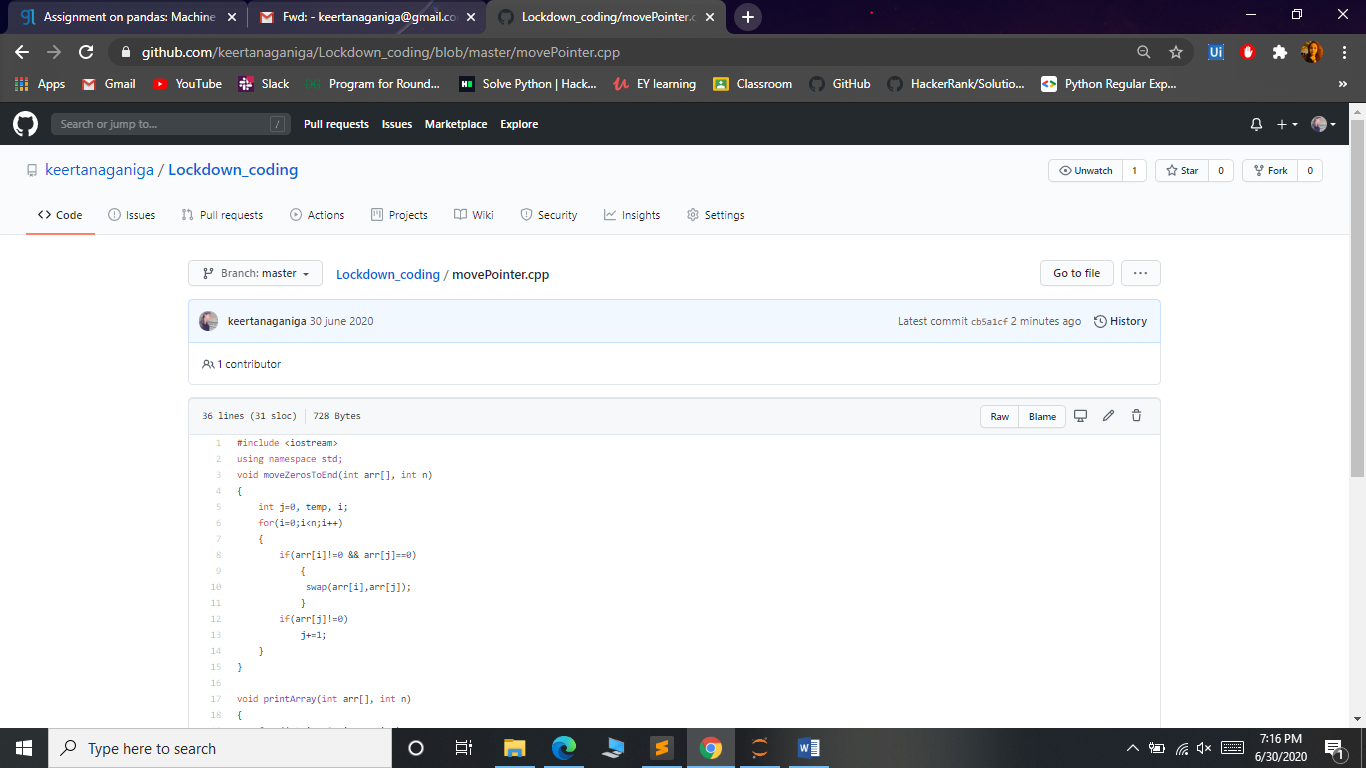 Assignment on pandas: Machine
Fwd: - keertanaganiga@gmail.co
Lockdown_coding/movePointer.c
github.com/keertanaganiga/Lockdown_coding/blob/master/movePointer.cpp
Apps Gmail YouTube Slack Program for Round... Solve Python | Hack... EY learning Classroom GitHub HackerRank/Solutio... Python Regular Exp... »
Search or jump to... / Pull requests Issues Marketplace Explore
keertanaganiga / Lockdown_coding Unwatch 1 Star 0 Fork 0
Code Issues Pull requests Actions Projects Wiki Security Insights Settings
Branch: master Lockdown_coding / movePointer.cpp Go to file ...
keertanaganiga 30 june 2020 Latest commit cb5a1cf 2 minutes ago History
1 contributor
36 lines (31 sloc) 728 Bytes Raw Blame
1 #include <iostream>
2 using namespace std;
3 void moveZerosToEnd(int arr[], int n)
4 {
5 int j=0, temp, i;
6 for(i=0;i<n;i++)
7 {
8 if(arr[i]!=0 && arr[j]==0)
9 {
10 swap(arr[i],arr[j]);
11 }
12 if(arr[j]!=0)
13 j+=1;
14 }
15 }
16
17 void printArray(int arr[], int n)
18 {
Type here to search
7:16 PM
6/30/2020
1